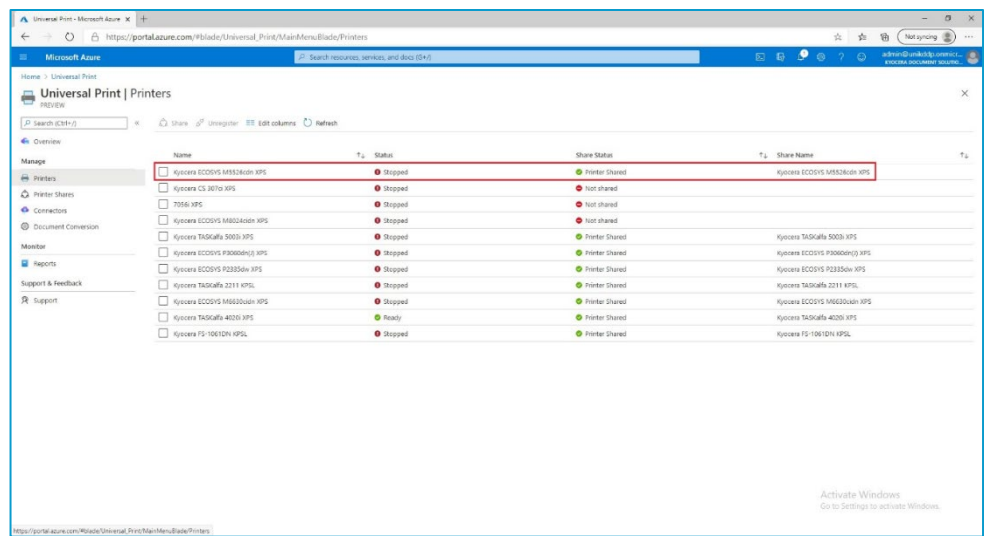 Universal Print - Microsoft Azure
https://portal.azure.com/#blade/Universal_Print/MainMenuBlade/Printers
Not syncing
Microsoft Azure
Search resources, services, and docs (G+/)
admin@unikddp.onmicr...
KYOCERA DOCUMENT SOLUTIO...
Home > Universal Print
Universal Print | Printers
PREVIEW
Search (Ctrl+/)
Share Unregister Edit columns Refresh
Overview
Manage
Printers
Printer Shares
Connectors
Document Conversion
Monitor
Reports
Support & Feedback
Support
Name Status Share Status Share Name
Kyocera ECOSYS M5526cdn XPS Stopped Printer Shared Kyocera ECOSYS M5526cdn XPS
Kyocera CS 307ci XPS Stopped Not shared
7056i XPS Stopped Not shared
Kyocera ECOSYS M8024cidn XPS Stopped Not shared
Kyocera TASKalfa 5003i XPS Stopped Printer Shared Kyocera TASKalfa 5003i XPS
Kyocera ECOSYS P3060dn(J) XPS Stopped Printer Shared Kyocera ECOSYS P3060dn(J) XPS
Kyocera ECOSYS P2335dw XPS Stopped Printer Shared Kyocera ECOSYS P2335dw XPS
Kyocera TASKalfa 2211 KPSL Stopped Printer Shared Kyocera TASKalfa 2211 KPSL
Kyocera ECOSYS M6630cidn XPS Stopped Printer Shared Kyocera ECOSYS M6630cidn XPS
Kyocera TASKalfa 4020i XPS Ready Printer Shared Kyocera TASKalfa 4020i XPS
Kyocera FS-1061DN KPSL Stopped Printer Shared Kyocera FS-1061DN KPSL
Activate Windows
Go to Settings to activate Windows.
https://portal.azure.com/#blade/Universal_Print/MainMenuBlade/Printers